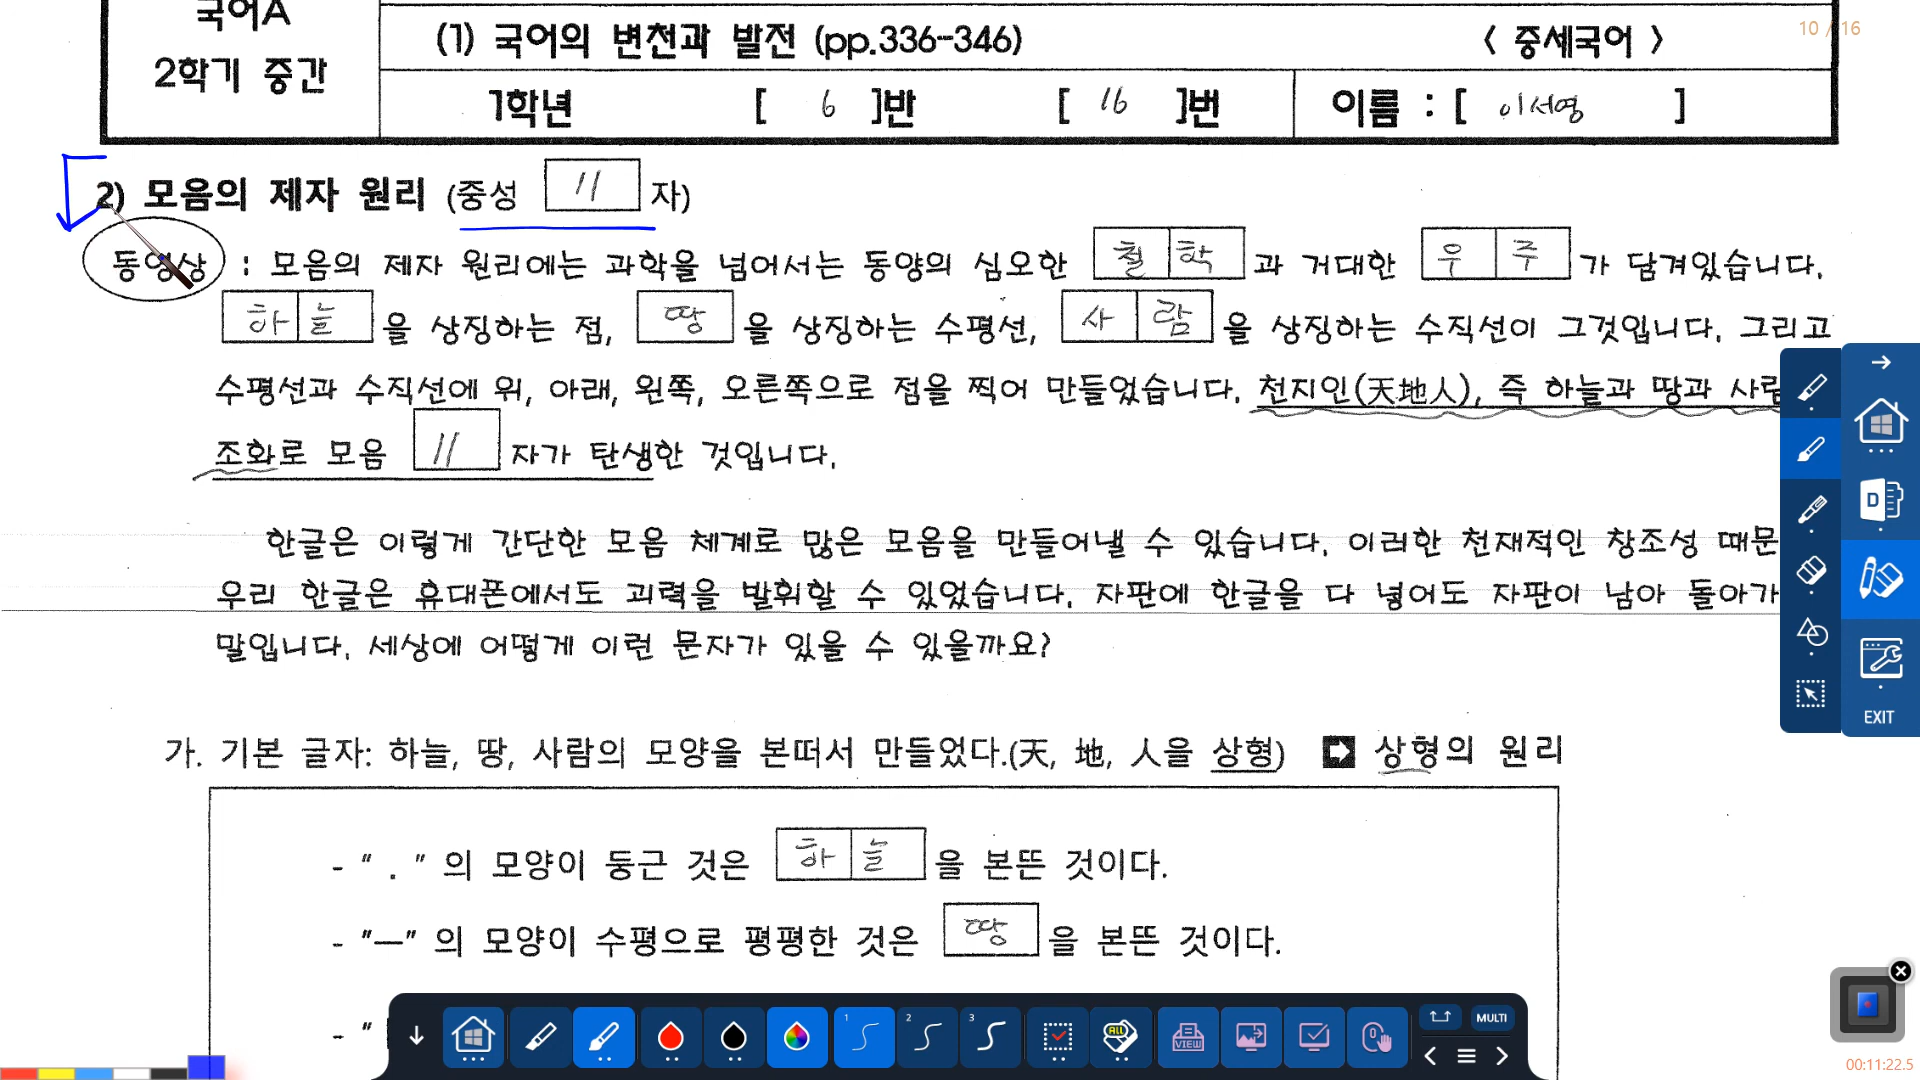 국어A
2학기 중간
(1) 국어의 변천과 발전 (pp.336-346)
< 중세국어 >
10 / 16
1학년 [ 6 ]반 [ 16 ]번 이름 : [ 이서영 ]
2) 모음의 제자 원리 (중성 11 자)
동영상 : 모음의 제자 원리에는 과학을 넘어서는 동양의 심오한 철학 과 거대한 우주 가 담겨있습니다.
하늘 을 상징하는 점, 땅 을 상징하는 수평선, 사람 을 상징하는 수직선이 그것입니다. 그리고
수평선과 수직선에 위, 아래, 왼쪽, 오른쪽으로 점을 찍어 만들었습니다. 천지인(天地人), 즉 하늘과 땅과 사람
조화로 모음 11 자가 탄생한 것입니다.
한글은 이렇게 간단한 모음 체계로 많은 모음을 만들어낼 수 있습니다. 이러한 천재적인 창조성 때문
우리 한글은 휴대폰에서도 괴력을 발휘할 수 있었습니다. 자판에 한글을 다 넣어도 자판이 남아 돌아가
말입니다. 세상에 어떻게 이런 문자가 있을 수 있을까요?
가. 기본 글자: 하늘, 땅, 사람의 모양을 본떠서 만들었다.(天, 地, 人을 상형) ➡ 상형의 원리
- " . " 의 모양이 둥근 것은 하늘 을 본뜬 것이다.
- "ㅡ" 의 모양이 수평으로 평평한 것은 땅 을 본뜬 것이다.
- "
EXIT
1
2
3
ALL
VIEW
MULTI
00:11:22.5